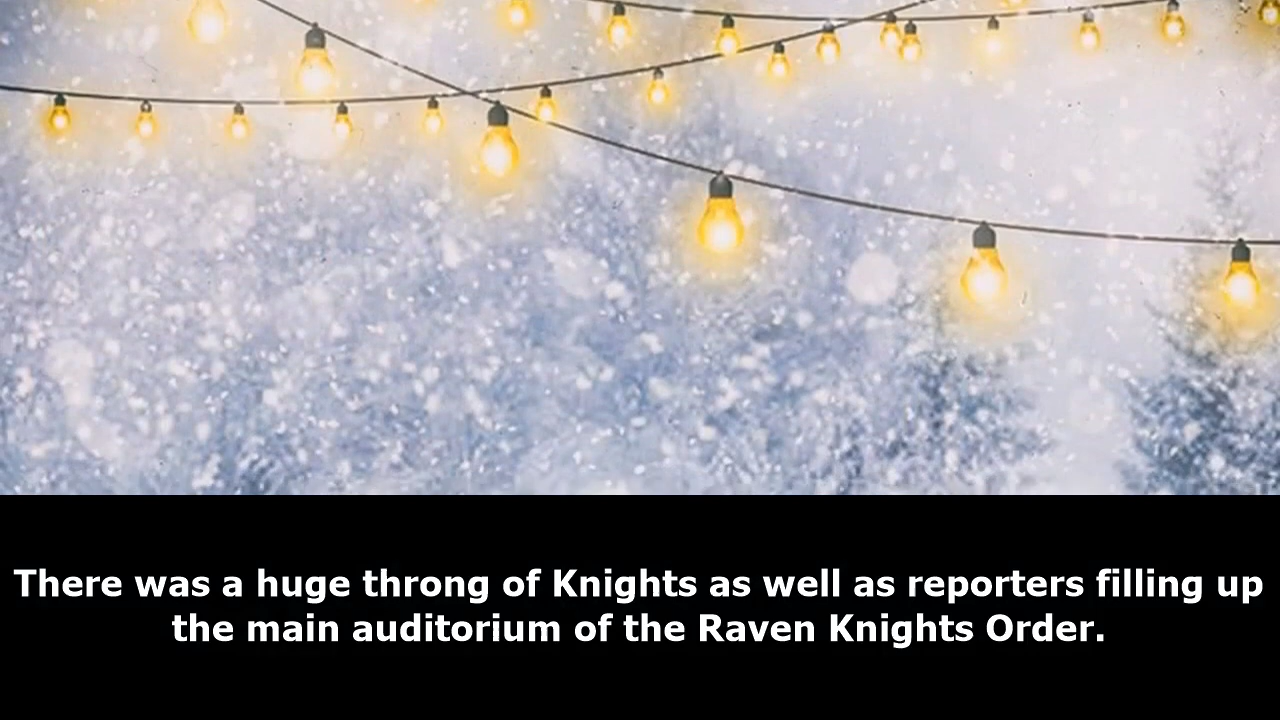 There was a huge throng of Knights as well as reporters filling up
the main auditorium of the Raven Knights Order.